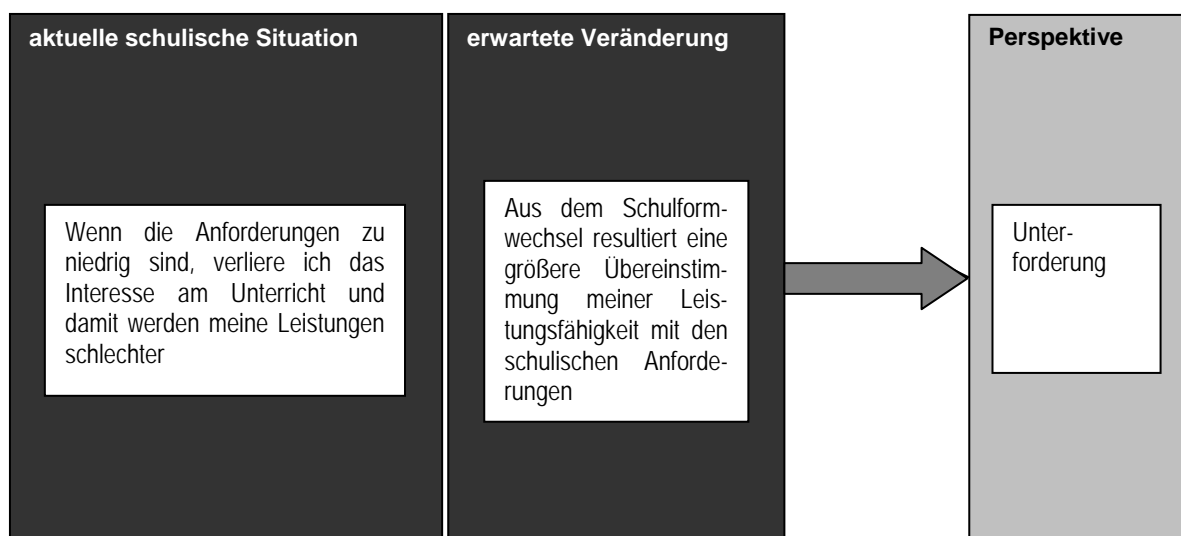 aktuelle schulische Situation
erwartete Veränderung
Perspektive
Wenn die Anforderungen zu
niedrig sind, verliere ich das
Interesse am Unterricht und
damit werden meine Leistungen
schlechter
Aus dem Schulform-
wechsel resultiert eine
größere Übereinstim-
mung meiner Leis-
tungsfähigkeit mit den
schulischen Anforde-
rungen
Unter-
forderung